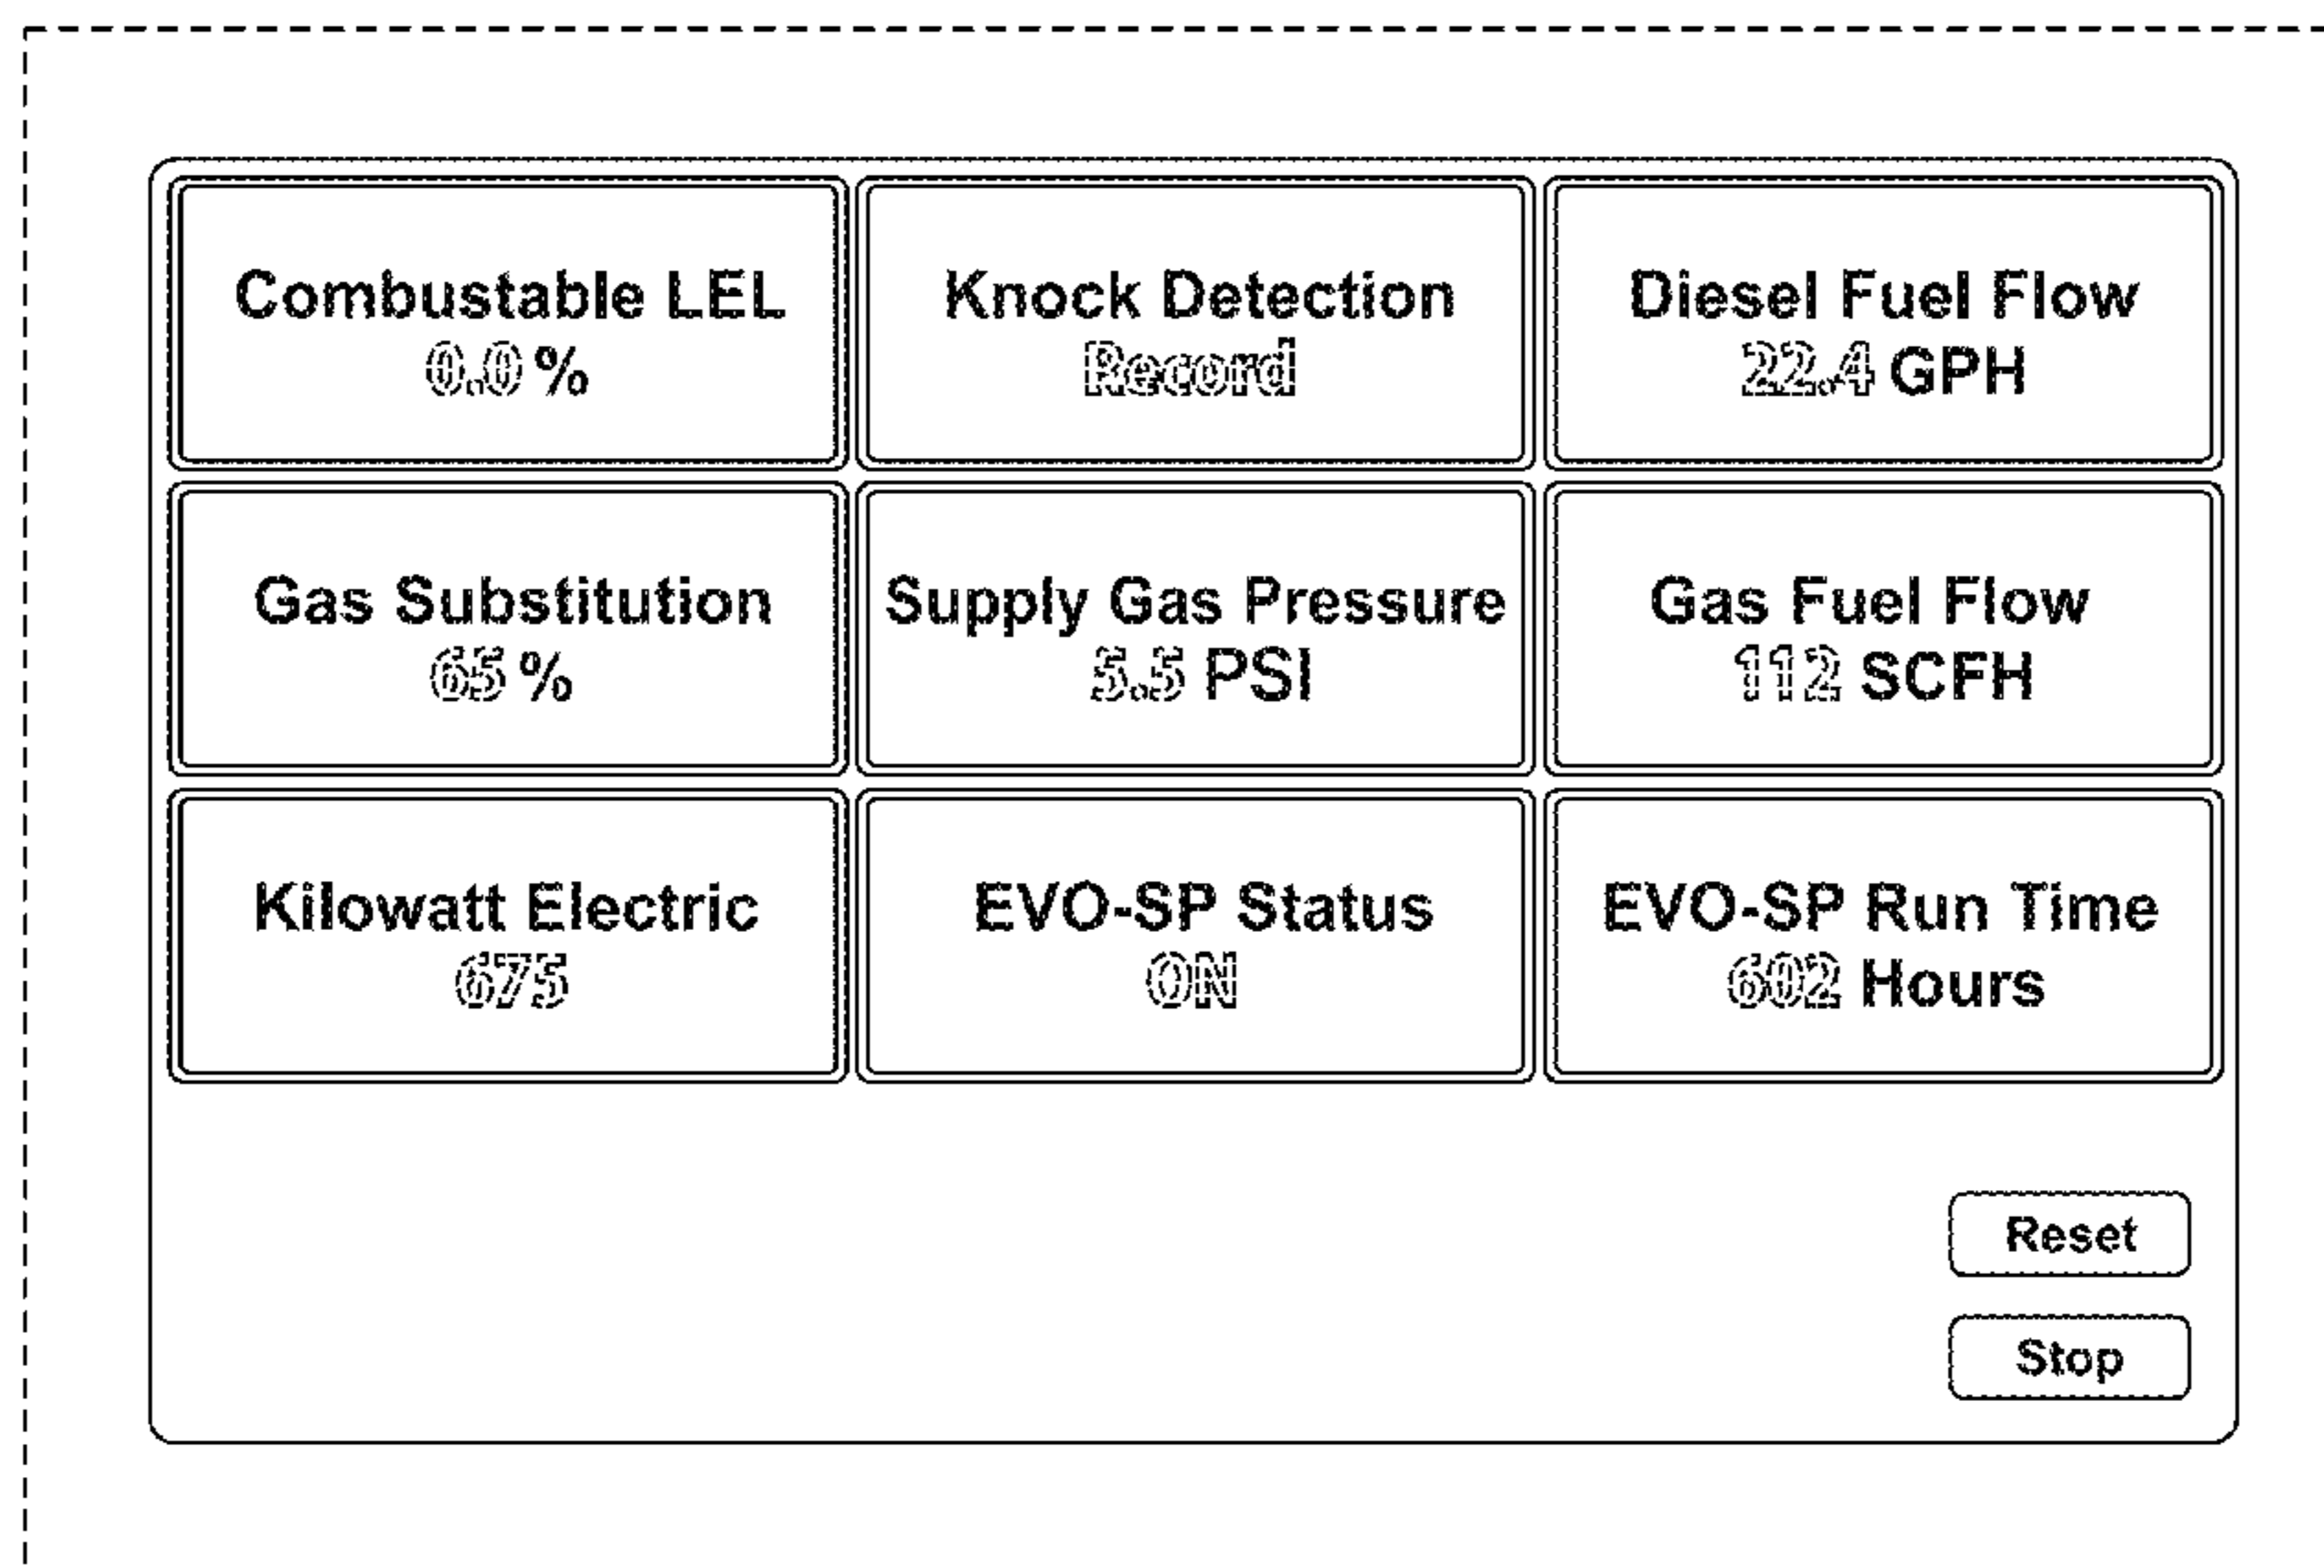 Combustable LEL
0.0 %
Knock Detection
Record
Diesel Fuel Flow
22.4 GPH
Gas Substitution
65 %
Supply Gas Pressure
5.5 PSI
Gas Fuel Flow
112 SCFH
Kilowatt Electric
675
EVO-SP Status
ON
EVO-SP Run Time
602 Hours
Reset
Stop